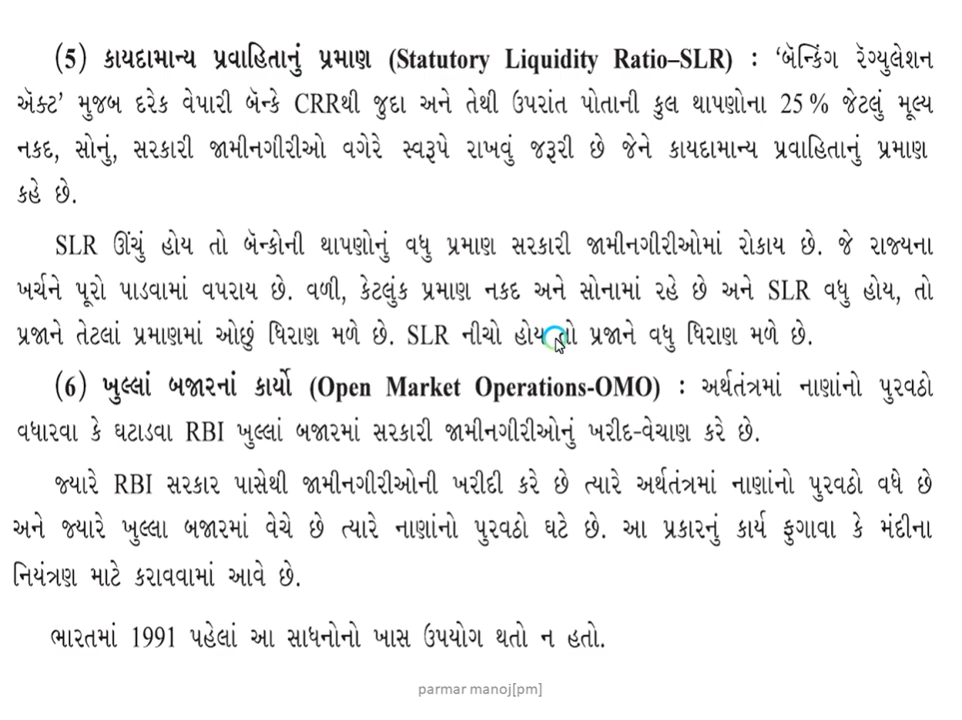 (5) કાયદામાન્ય પ્રવાહિતાનું પ્રમાણ (Statutory Liquidity Ratio–SLR) : ‘બૅન્કિંગ રૅગ્યુલેશન
ઍક્ટ’ મુજબ દરેક વેપારી બૅન્કે CRRથી જુદા અને તેથી ઉપરાંત પોતાની કુલ થાપણોના 25 % જેટલું મૂલ્ય
નકદ, સોનું, સરકારી જામીનગીરીઓ વગેરે સ્વરૂપે રાખવું જરૂરી છે જેને કાયદામાન્ય પ્રવાહિતાનું પ્રમાણ
કહે છે.
SLR ઊંચું હોય તો બૅન્કોની થાપણોનું વધુ પ્રમાણ સરકારી જામીનગીરીઓમાં રોકાય છે. જે રાજ્યના
ખર્ચને પૂરો પાડવામાં વપરાય છે. વળી, કેટલુંક પ્રમાણ નકદ અને સોનામાં રહે છે અને SLR વધુ હોય, તો
પ્રજાને તેટલાં પ્રમાણમાં ઓછું ધિરાણ મળે છે. SLR નીચો હોય તો પ્રજાને વધુ ધિરાણ મળે છે.
(6) ખુલ્લાં બજારનાં કાર્યો (Open Market Operations-OMO) : અર્થતંત્રમાં નાણાંનો પુરવઠો
વધારવા કે ઘટાડવા RBI ખુલ્લાં બજારમાં સરકારી જામીનગીરીઓનું ખરીદ-વેચાણ કરે છે.
જ્યારે RBI સરકાર પાસેથી જામીનગીરીઓની ખરીદી કરે છે ત્યારે અર્થતંત્રમાં નાણાંનો પુરવઠો વધે છે
અને જ્યારે ખુલ્લા બજારમાં વેચે છે ત્યારે નાણાંનો પુરવઠો ઘટે છે. આ પ્રકારનું કાર્ય ફુગાવા કે મંદીના
નિયંત્રણ માટે કરાવવામાં આવે છે.
ભારતમાં 1991 પહેલાં આ સાધનોનો ખાસ ઉપયોગ થતો ન હતો.
parmar manoj[pm]